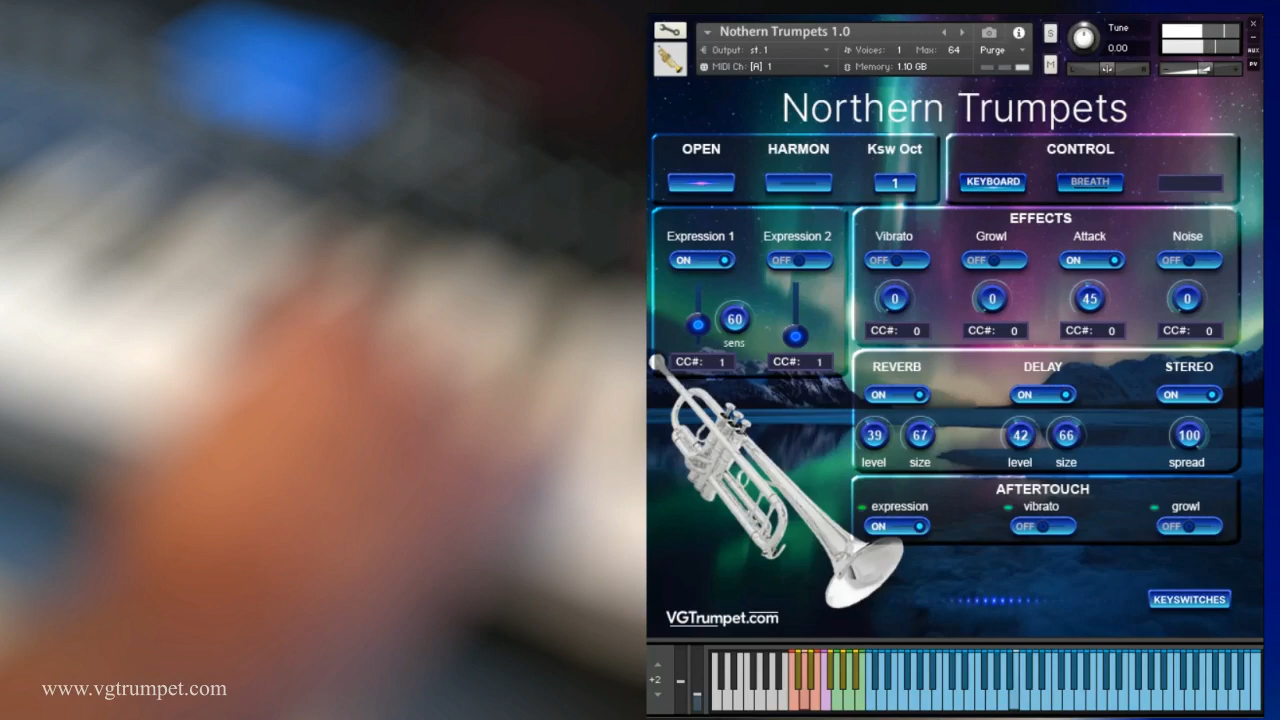 Nothern Trumpets 1.0
Output: st.1
Voices: 1 Max: 64
Purge
MIDI Ch: [A] 1
Memory: 1.10 GB
S
M
Tune
0.00
L R
AUX
PV
Northern Trumpets
OPEN HARMON Ksw Oct
1
CONTROL
KEYBOARD BREATH
Expression 1 Expression 2
ON OFF
60
sens
CC#: 1 CC#: 1
EFFECTS
Vibrato Growl Attack Noise
OFF OFF ON OFF
0 0 45 0
CC#: 0 CC#: 0 CC#: 0 CC#: 0
REVERB DELAY STEREO
ON ON ON
39 67 42 66 100
level size level size spread
AFTERTOUCH
expression vibrato growl
ON OFF OFF
KEYSWITCHES
VGTrumpet.com
+2
www.vgtrumpet.com